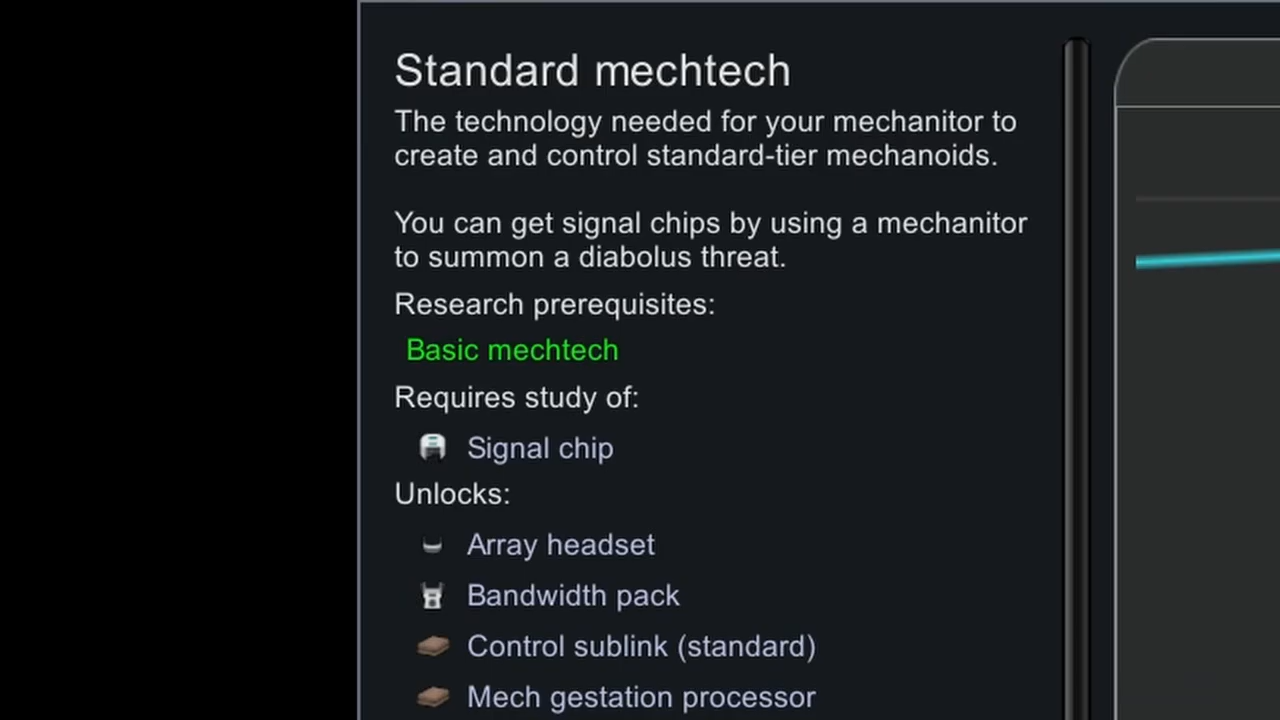 Standard mechtech
The technology needed for your mechanitor to
create and control standard-tier mechanoids.
You can get signal chips by using a mechanitor
to summon a diabolus threat.
Research prerequisites:
Basic mechtech
Requires study of:
Signal chip
Unlocks:
Array headset
Bandwidth pack
Control sublink (standard)
Mech gestation processor